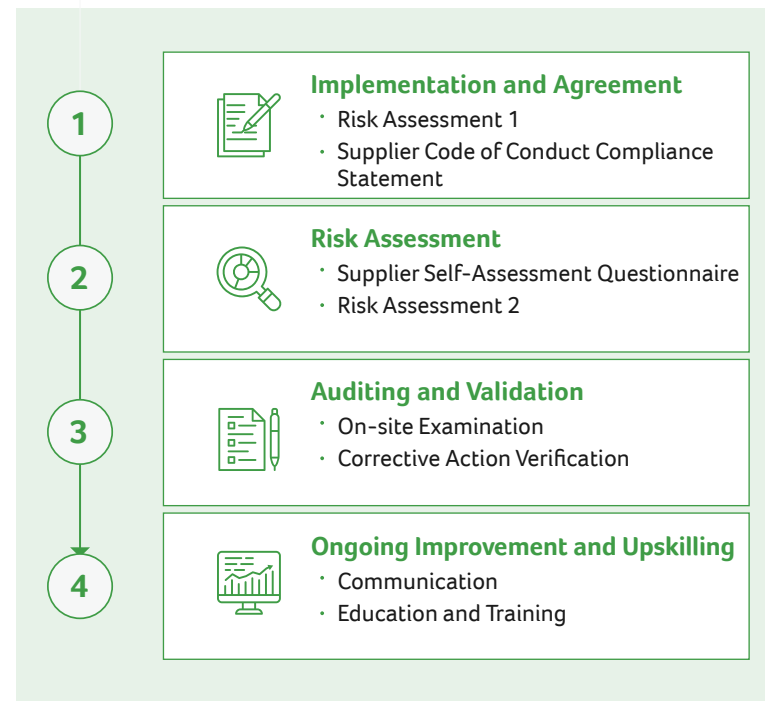 1
Implementation and Agreement
· Risk Assessment 1
· Supplier Code of Conduct Compliance
Statement
2
Risk Assessment
· Supplier Self-Assessment Questionnaire
· Risk Assessment 2
3
Auditing and Validation
· On-site Examination
· Corrective Action Verification
4
Ongoing Improvement and Upskilling
· Communication
· Education and Training